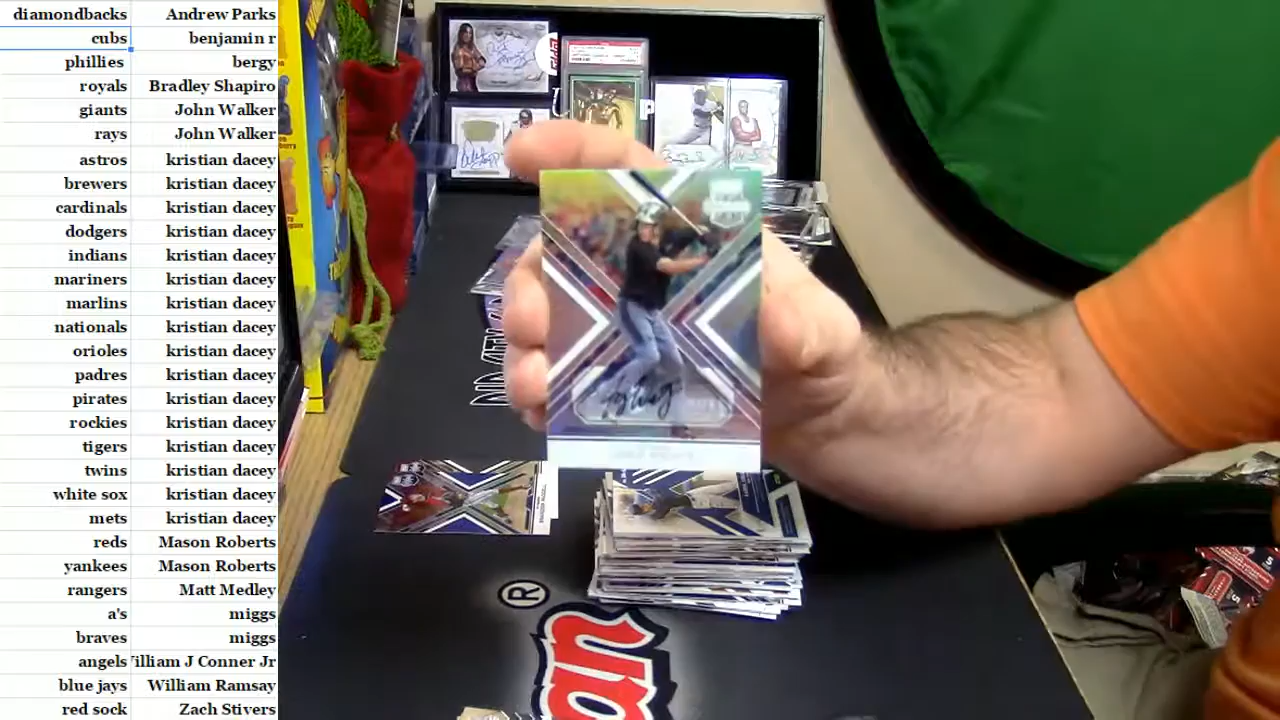 diamondbacks Andrew Parks
cubs benjamin r
phillies bergy
royals Bradley Shapiro
giants John Walker
rays John Walker
astros kristian dacey
brewers kristian dacey
cardinals kristian dacey
dodgers kristian dacey
indians kristian dacey
mariners kristian dacey
marlins kristian dacey
nationals kristian dacey
orioles kristian dacey
padres kristian dacey
pirates kristian dacey
rockies kristian dacey
tigers kristian dacey
twins kristian dacey
white sox kristian dacey
mets kristian dacey
reds Mason Roberts
yankees Mason Roberts
rangers Matt Medley
a's miggs
braves miggs
angels illiam J Conner Jr
blue jays William Ramsay
red sock Zach Stivers
®
an